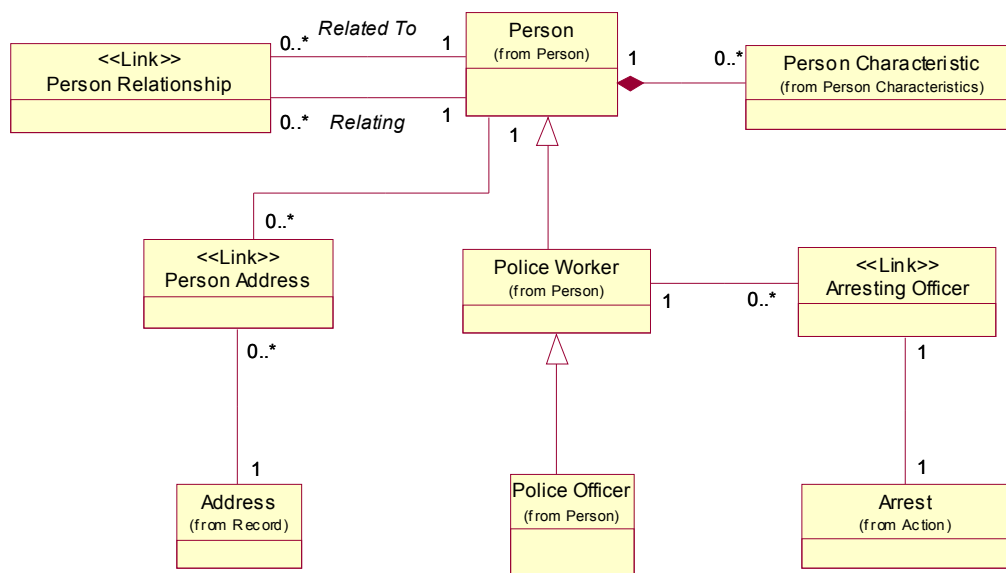 <<Link>>
Person Relationship
0..*
Related To
1
0..*
Relating
1
Person
(from Person)
1
0..*
Person Characteristic
(from Person Characteristics)
1
0..*
<<Link>>
Person Address
0..*
1
Address
(from Record)
Police Worker
(from Person)
1
0..*
<<Link>>
Arresting Officer
1
1
Police Officer
(from Person)
Arrest
(from Action)